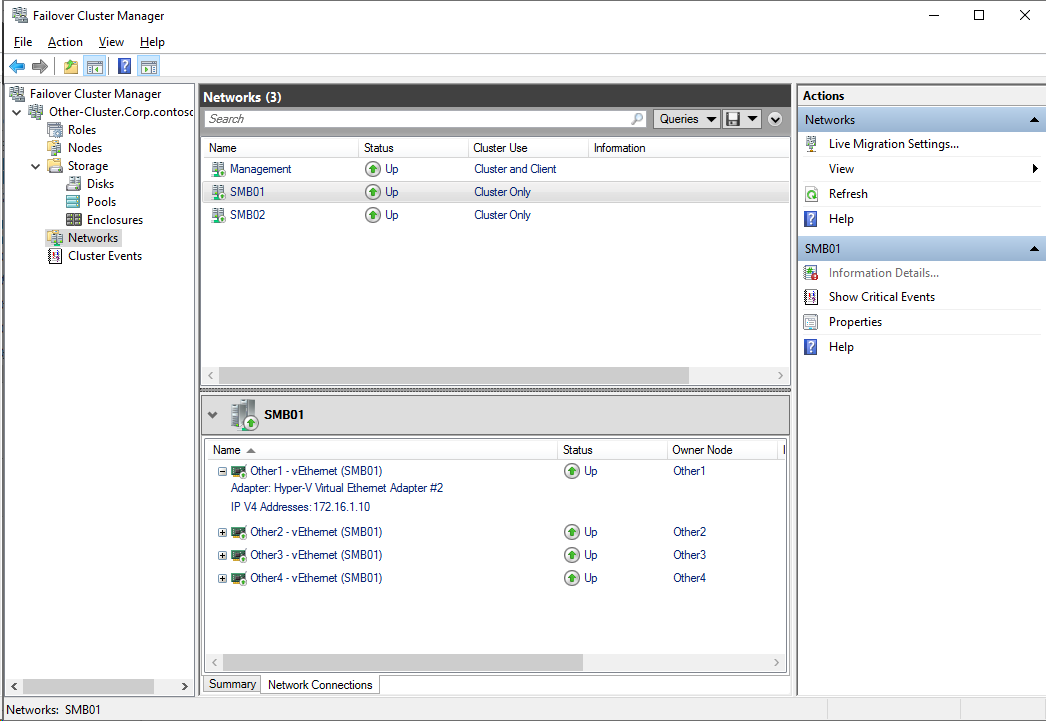 Failover Cluster Manager
File Action View Help
Failover Cluster Manager
Other-Cluster.Corp.contoso
Roles
Nodes
Storage
Disks
Pools
Enclosures
Networks
Cluster Events
Networks (3)
Search
Queries
Name Status Cluster Use Information
Management Up Cluster and Client
SMB01 Up Cluster Only
SMB02 Up Cluster Only
SMB01
Name Status Owner Node I
Other1 - vEthernet (SMB01) Up Other1
Adapter: Hyper-V Virtual Ethernet Adapter #2
IP V4 Addresses: 172.16.1.10
Other2 - vEthernet (SMB01) Up Other2
Other3 - vEthernet (SMB01) Up Other3
Other4 - vEthernet (SMB01) Up Other4
Summary Network Connections
Actions
Networks
Live Migration Settings...
View
Refresh
Help
SMB01
Information Details...
Show Critical Events
Properties
Help
Networks: SMB01